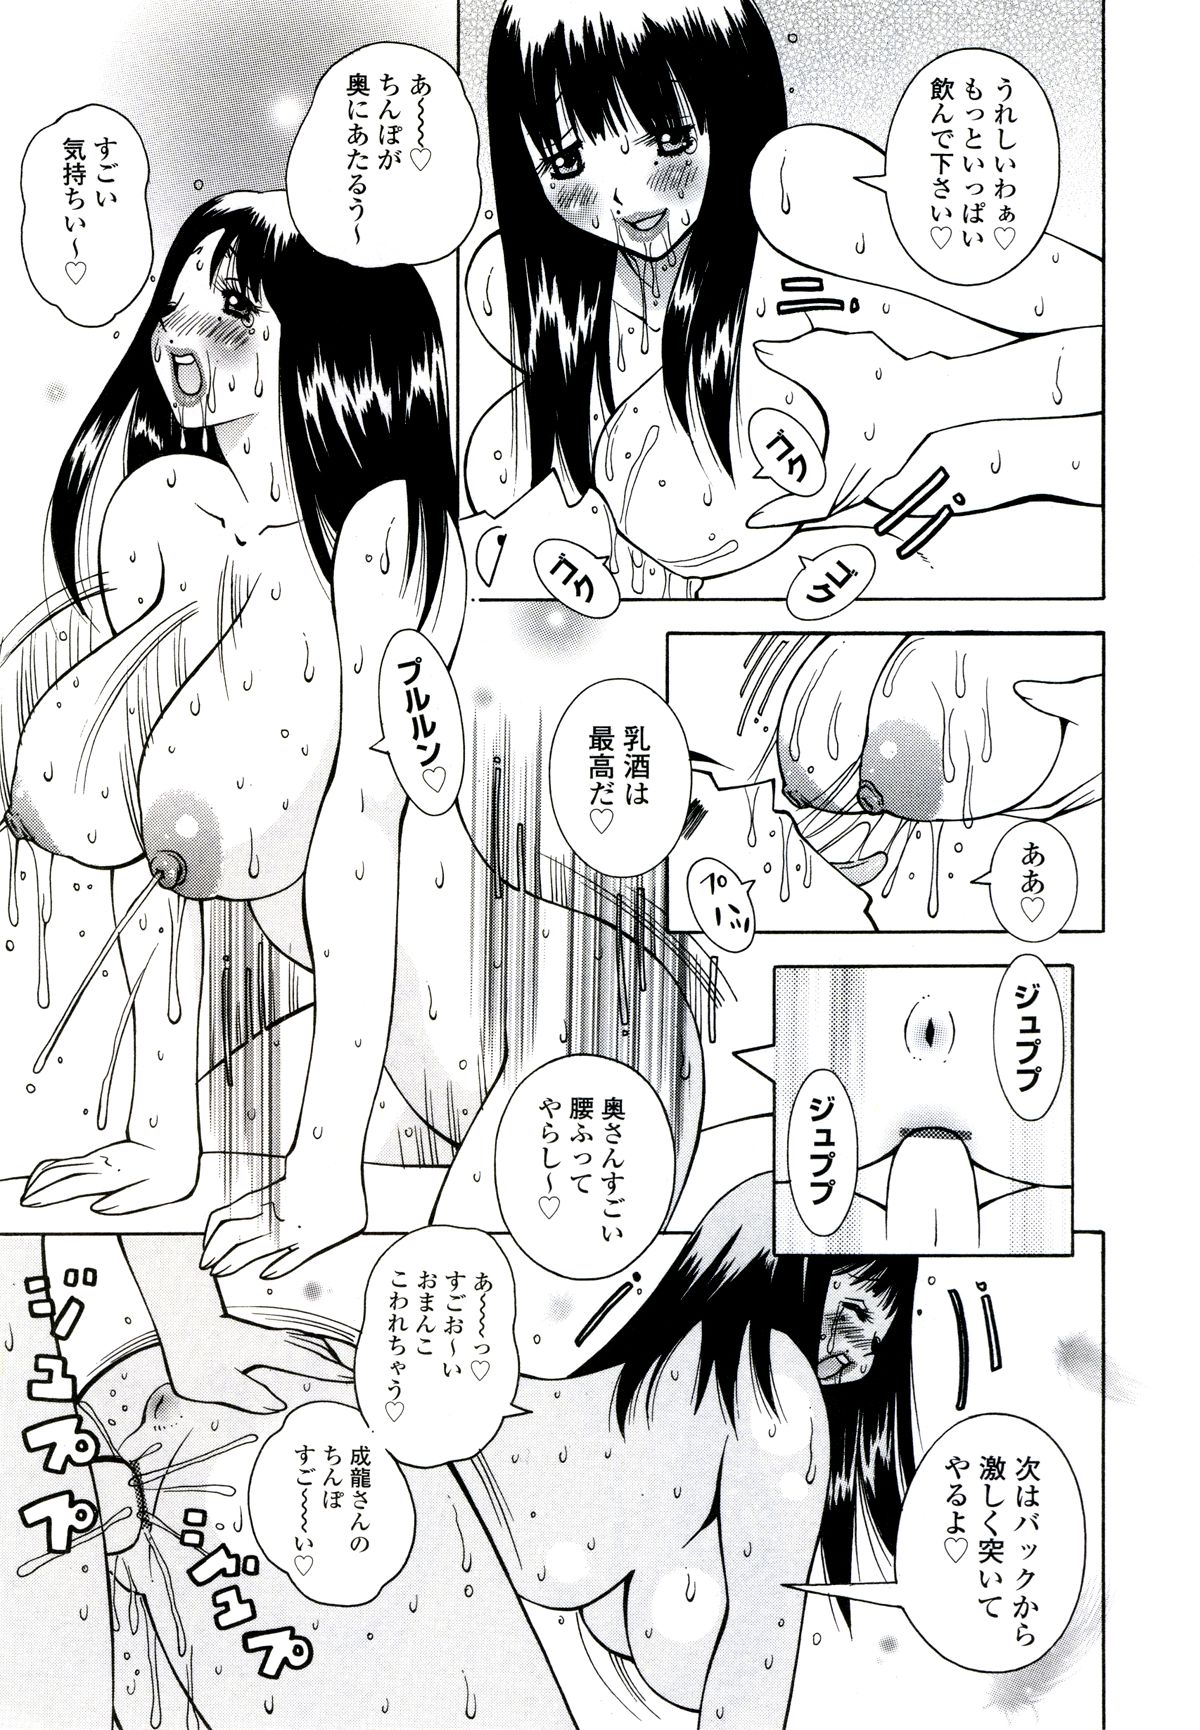 うれしいわぁ♡
もっといっぱい
飲んで下さい♡
ゴク
ゴク
ゴク
あ〜〜〜♡
ちんぽが
奥にあたるう〜
すごい
気持ちい〜♡
ああ♡
プハッ
乳酒は
最高だ♡
プルルン♡
ジュププ
ジュププ
奥さんすごい
腰ふって
やらし〜♡
次はバックから
激しく突いて
やるよ♡
あ〜〜〜っ♡
すごお〜い
おまんこ
こわれちゃう♡
成龍さんの
ちんぽ
すご〜〜い♡
ジュププ
ジュプ